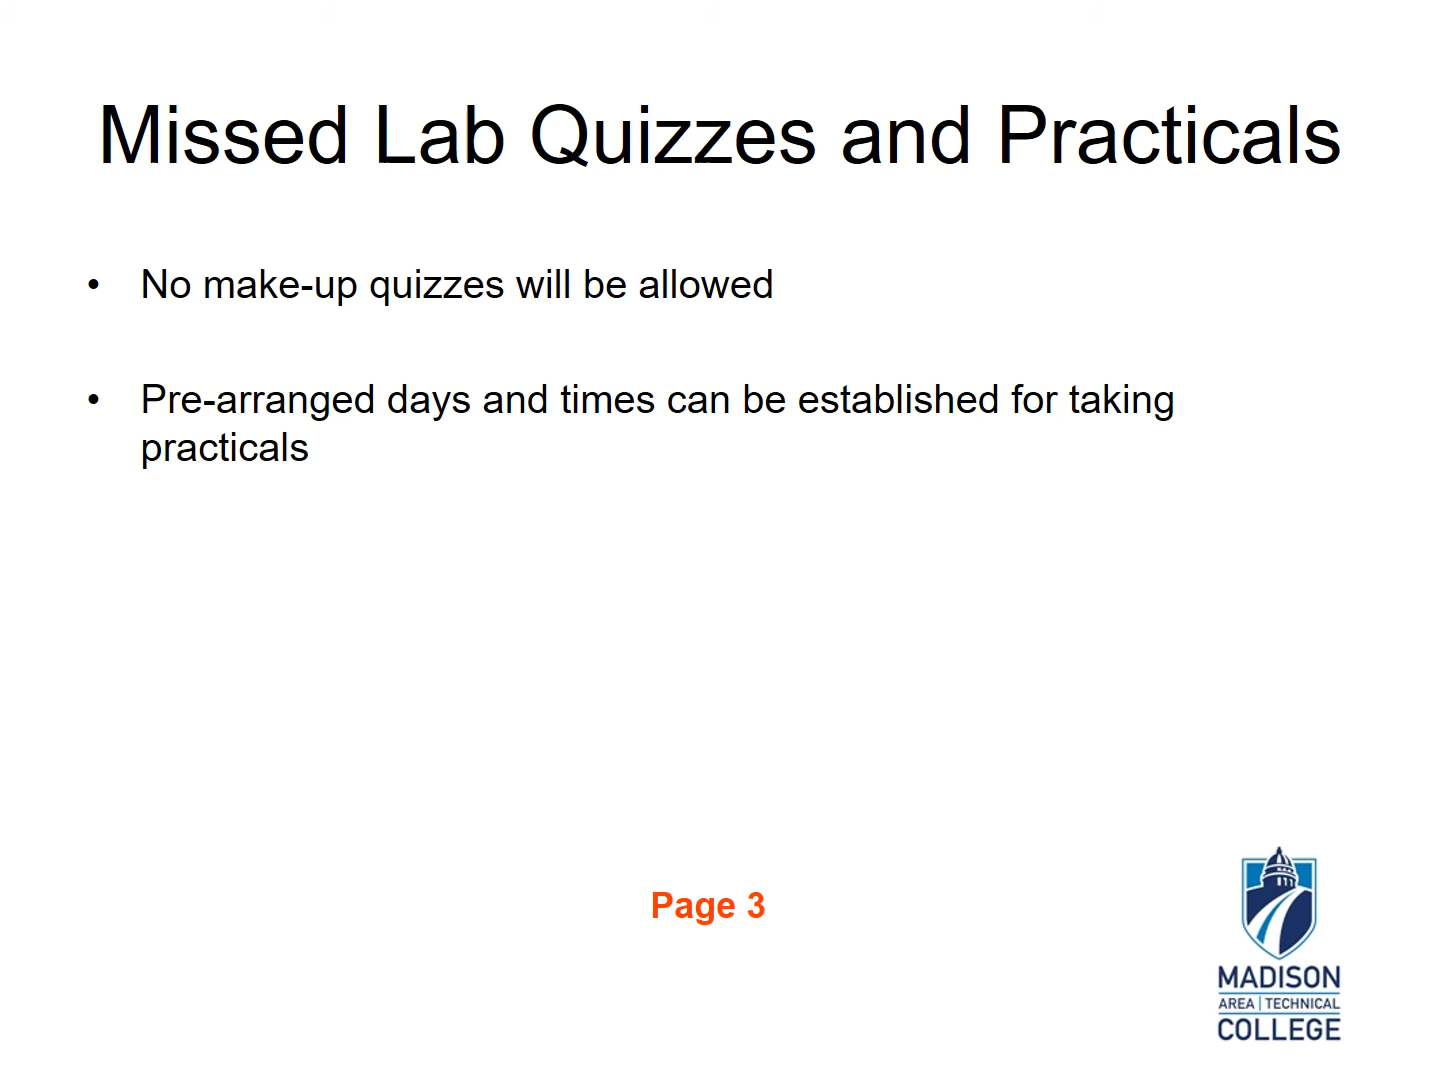 Missed Lab Quizzes and Practicals
• No make-up quizzes will be allowed
• Pre-arranged days and times can be established for taking
practicals
Page 3
MADISON
AREA | TECHNICAL
COLLEGE